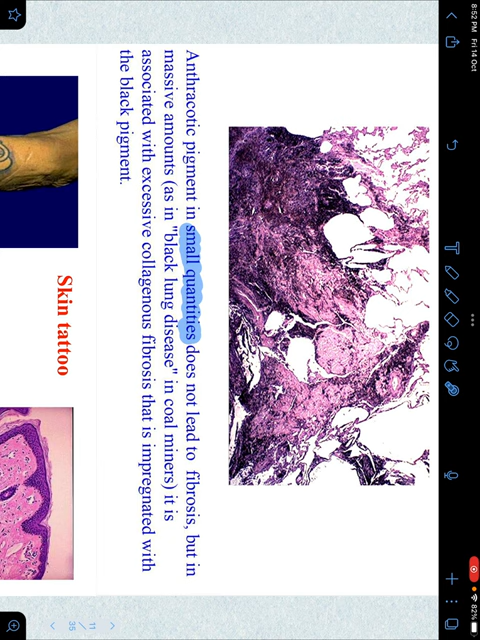 8:52 PM Fri 14 Oct
82%
Anthracotic pigment in small quantities does not lead to fibrosis, but in
massive amounts (as in "black lung disease" in coal miners) it is
associated with excessive collagenous fibrosis that is impregnated with
the black pigment.
Skin tattoo
11 / 35